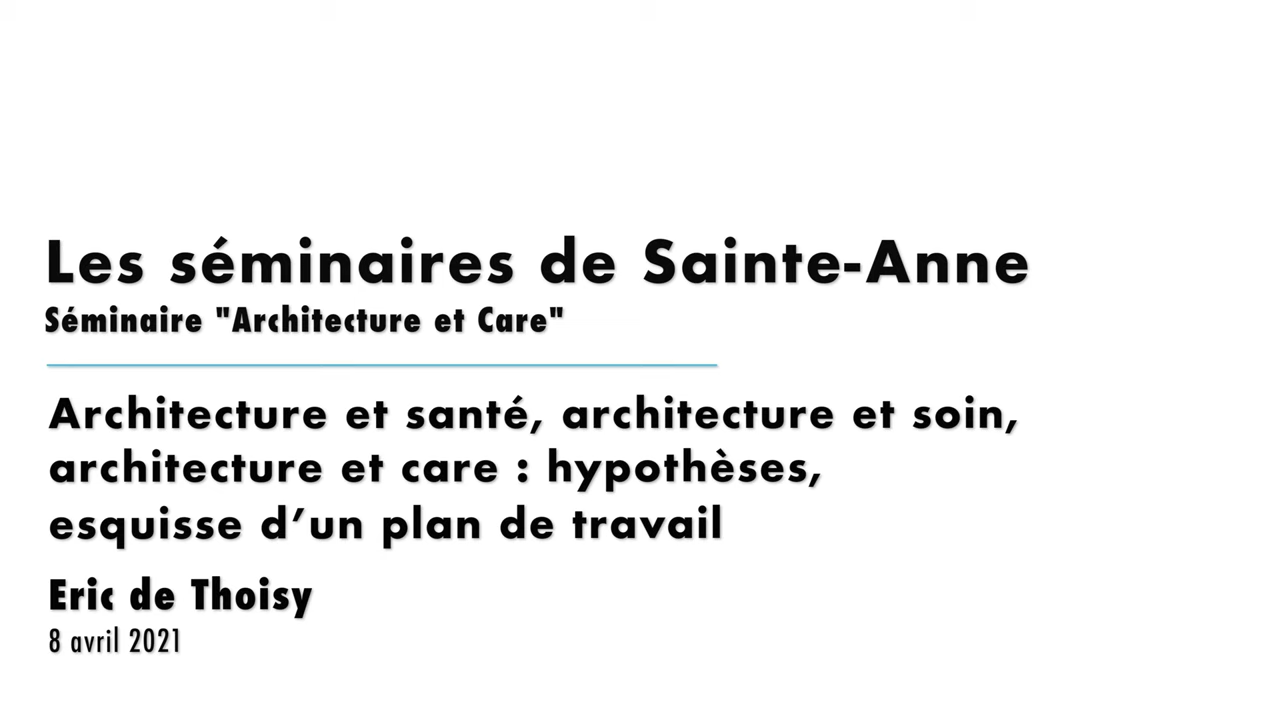 Les séminaires de Sainte-Anne
Séminaire "Architecture et Care"
Architecture et santé, architecture et soin,
architecture et care : hypothèses,
esquisse d’un plan de travail
Eric de Thoisy
8 avril 2021